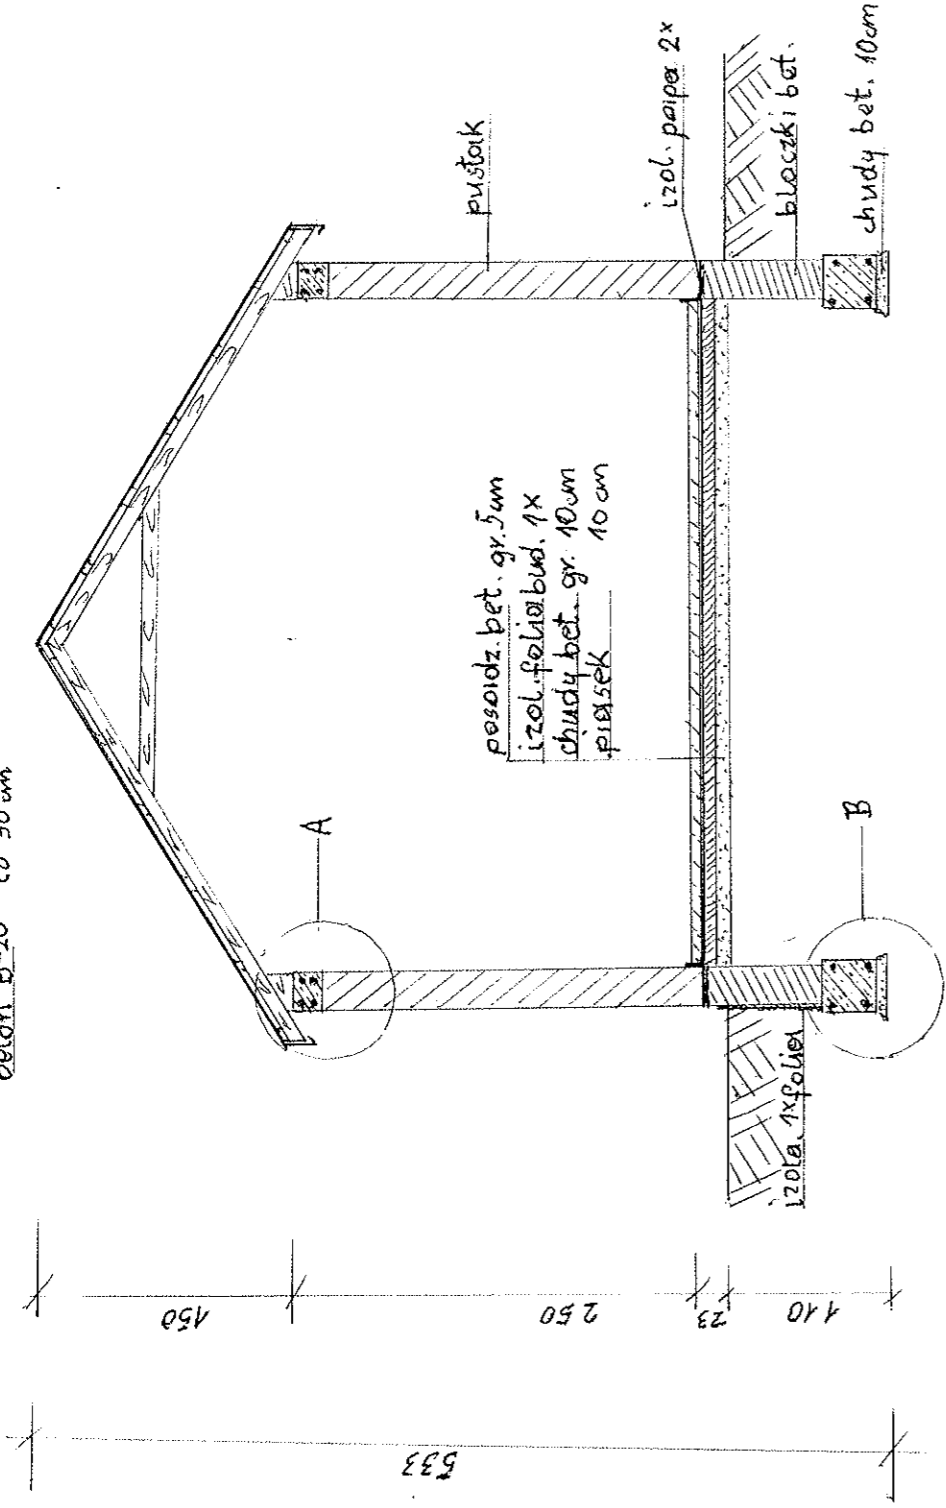 beton B-20 co 30 cm
pustak
izol. papa 2x
bloczki bet.
chudy bet. 10cm
posadz. bet. gr. 5cm
izol. folia bud. 1x
chudy bet. gr. 10cm
piasek 10 cm
A
B
izola. 1x folia
150
250
23
110
533